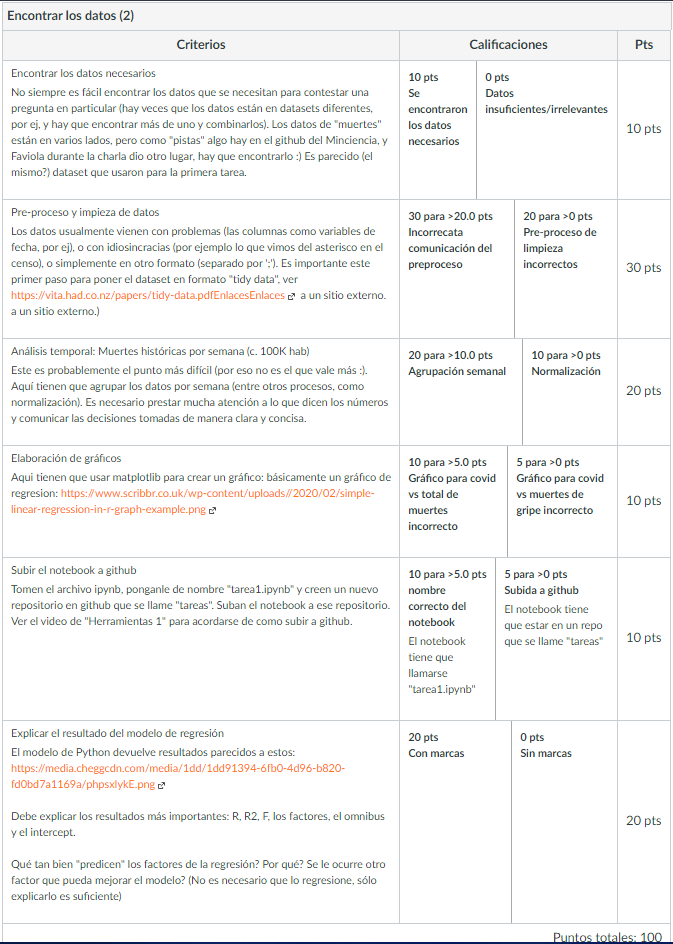 Encontrar los datos (2)
Criterios
Calificaciones
Pts
Encontrar los datos necesarios
No siempre es fácil encontrar los datos que se necesitan para contestar una
pregunta en particular (hay veces que los datos están en datasets diferentes,
por ej, y hay que encontrar más de uno y combinarlos). Los datos de "muertes"
están en varios lados, pero como "pistas" algo hay en el github del Minciencia, y
Faviola durante la charla dio otro lugar, hay que encontrarlo :) Es parecido (el
mismo?) dataset que usaron para la primera tarea.
10 pts
Se
encontraron
los datos
necesarios
0 pts
Datos
insuficientes/irrelevantes
10 pts
Pre-proceso y impieza de datos
Los datos usualmente vienen con problemas (las columnas como variables de
fecha, por ej), o con idiosincracias (por ejemplo lo que vimos del asterisco en el
censo), o simplemente en otro formato (separado por ';'). Es importante este
primer paso para poner el dataset en formato "tidy data", ver
https://vita.had.co.nz/papers/tidy-data.pdfEnlacesEnlaces a un sitio externo.
a un sitio externo.)
30 para >20.0 pts
Incorrecata
comunicación del
preproceso
20 para >0 pts
Pre-proceso de
limpieza
incorrectos
30 pts
Análisis temporal: Muertes históricas por semana (c. 100K hab)
Este es probablemente el punto más difícil (por eso no es el que vale más :).
Aquí tienen que agrupar los datos por semana (entre otros procesos, como
normalización). Es necesario prestar mucha atención a lo que dicen los números
y comunicar las decisiones tomadas de manera clara y concisa.
20 para >10.0 pts
Agrupación semanal
10 para >0 pts
Normalización
20 pts
Elaboración de gráficos
Aqui tienen que usar matplotlib para crear un gráfico: básicamente un gráfico de
regresion: https://www.scribbr.co.uk/wp-content/uploads//2020/02/simple-
linear-regression-in-r-graph-example.png
10 para >5.0 pts
Gráfico para covid
vs total de
muertes
incorrecto
5 para >0 pts
Gráfico para covid
vs muertes de
gripe incorrecto
10 pts
Subir el notebook a github
Tomen el archivo ipynb, ponganle de nombre "tarea1.ipynb" y creen un nuevo
repositorio en github que se llame "tareas". Suban el notebook a ese repositorio.
Ver el video de "Herramientas 1" para acordarse de como subir a github.
10 para >5.0 pts
nombre
correcto del
notebook
El notebook
tiene que
llamarse
"tarea1.ipynb"
5 para >0 pts
Subida a github
El notebook tiene
que estar en un repo
que se llame "tareas"
10 pts
Explicar el resultado del modelo de regresión
El modelo de Python devuelve resultados parecidos a estos:
https://media.cheggcdn.com/media/1dd/1dd91394-6fb0-4d96-b820-
fd0bd7a1169a/phpsxIykE.png
Debe explicar los resultados más importantes: R, R2, F, los factores, el omnibus
y el intercept.
Qué tan bien "predicen" los factores de la regresión? Por qué? Se le ocurre otro
factor que pueda mejorar el modelo? (No es necesario que lo regresione, sólo
explicarlo es suficiente)
20 pts
Con marcas
0 pts
Sin marcas
20 pts
Puntos totales: 100